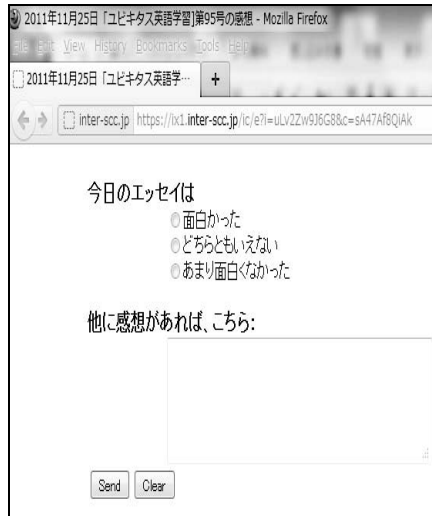 2011年11月25日「ユビキタス英語学習]第95号の感想 - Mozilla Firefox
File Edit View History Bookmarks Tools Help
2011年11月25日「ユビキタス英語学… +
inter-scc.jp https://ix1.inter-scc.jp/ic/e?i=uLv2Zw9J6G8&c=sA47Af8QiAk
今日のエッセイは
面白かった
どちらともいえない
あまり面白くなかった
他に感想があれば、こちら:
Send Clear